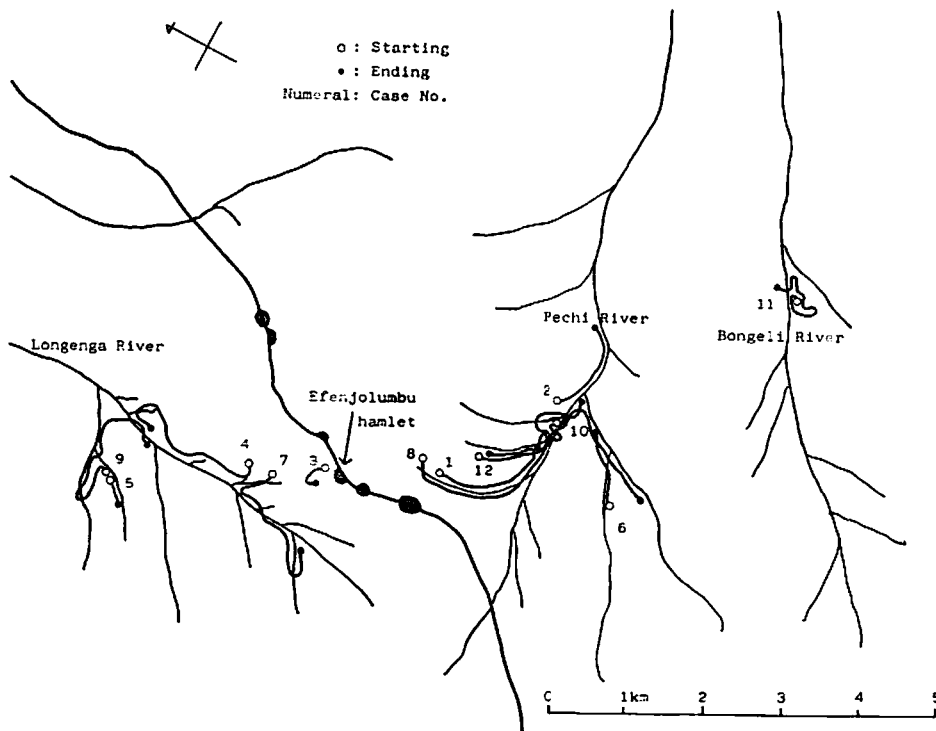 o : Starting
• : Ending
Numeral: Case No.
Longenga River
Efenjolumbu
hamlet
Pechi River
Bongeli River
11
2
10
8
1
12
6
4
7
3
9
5
0 1km 2 3 4 5